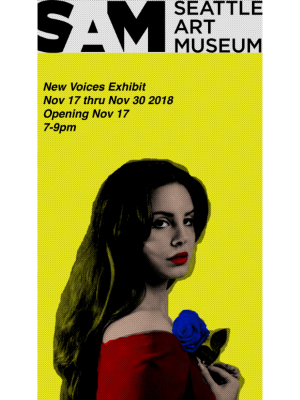 SAM SEATTLE
ART
MUSEUM
New Voices Exhibit
Nov 17 thru Nov 30 2018
Opening Nov 17
7-9pm